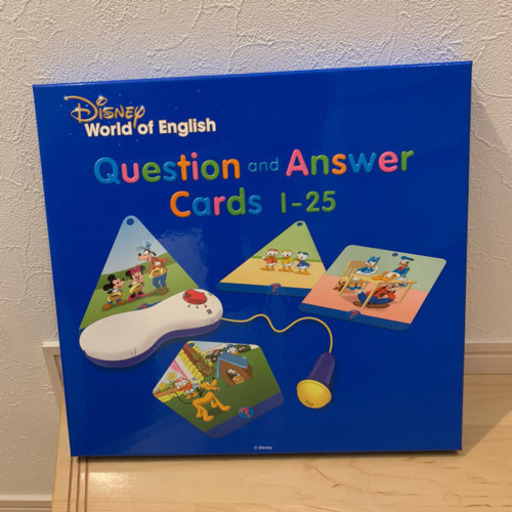 Disney
World of English
Question and Answer
Cards 1-25
© Disney